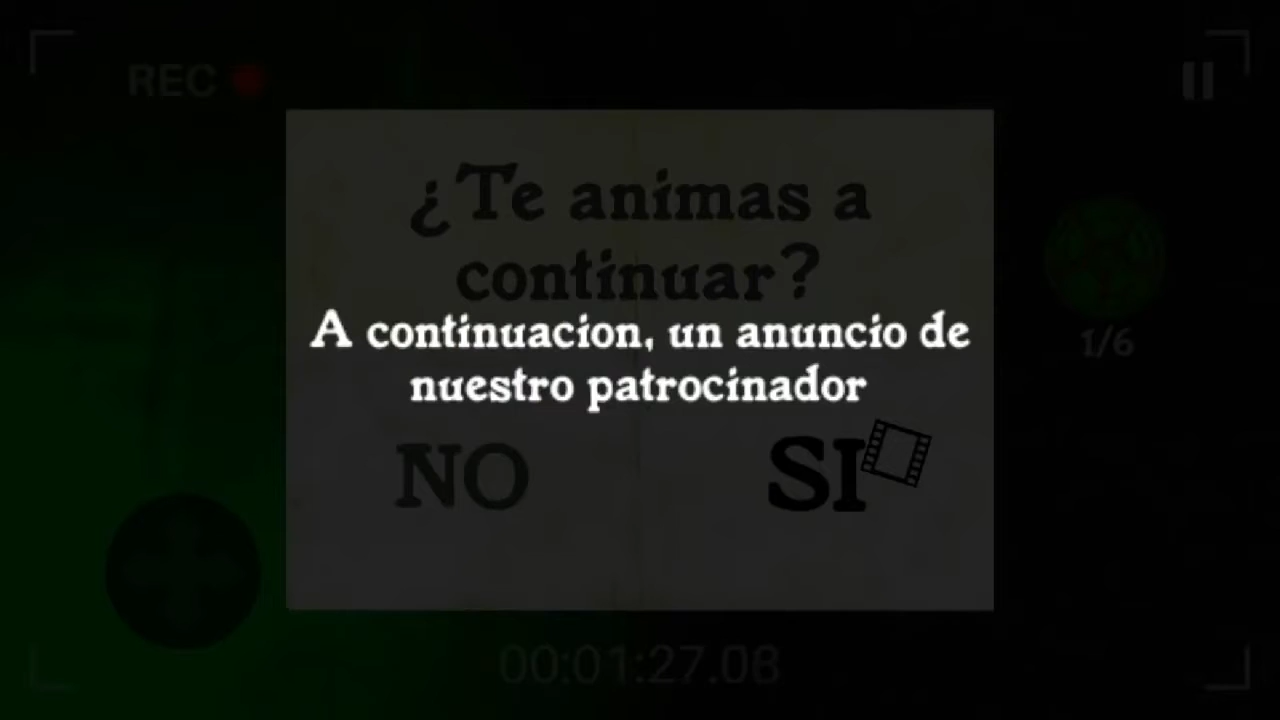 REC
¿Te animas a
continuar?
A continuacion, un anuncio de
nuestro patrocinador
1/6
NO
SI
00:01:27.08